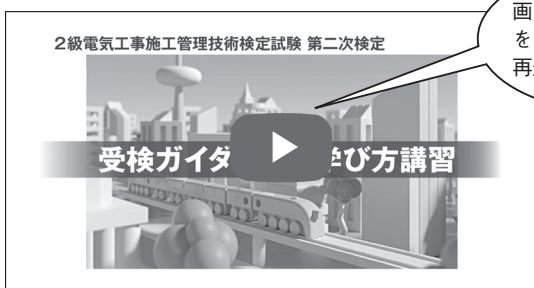 2級電気工事施工管理技術検定試験 第二次検定
画
を
再
受検ガイダ
学び方講習